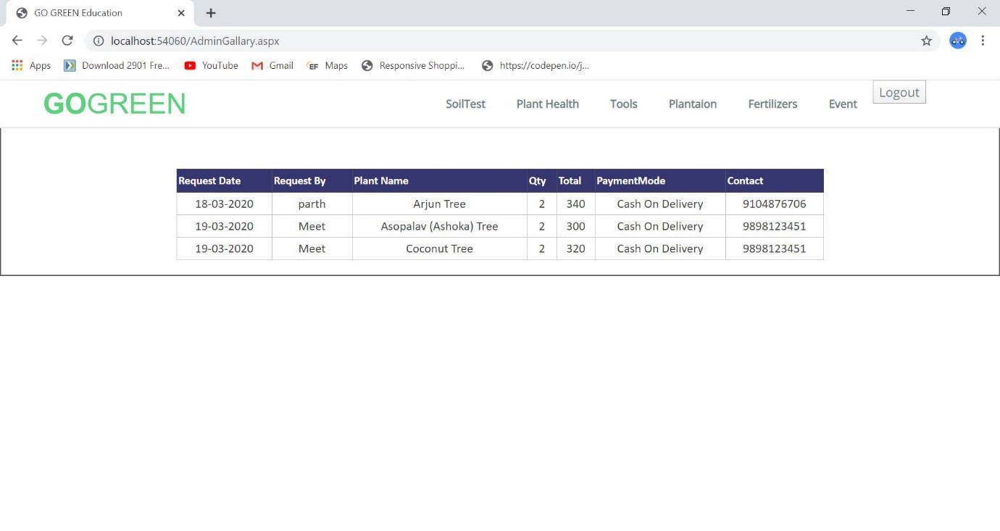 GO GREEN Education
localhost:54060/AdminGallary.aspx
Apps Download 2901 Fre... YouTube Gmail EF Maps Responsive Shoppi... https://codepen.io/j...
GOGREEN SoilTest Plant Health Tools Plantaion Fertilizers Event Logout
Request Date Request By Plant Name Qty Total PaymentMode Contact
18-03-2020 parth Arjun Tree 2 340 Cash On Delivery 9104876706
19-03-2020 Meet Asopalav (Ashoka) Tree 2 300 Cash On Delivery 9898123451
19-03-2020 Meet Coconut Tree 2 320 Cash On Delivery 9898123451